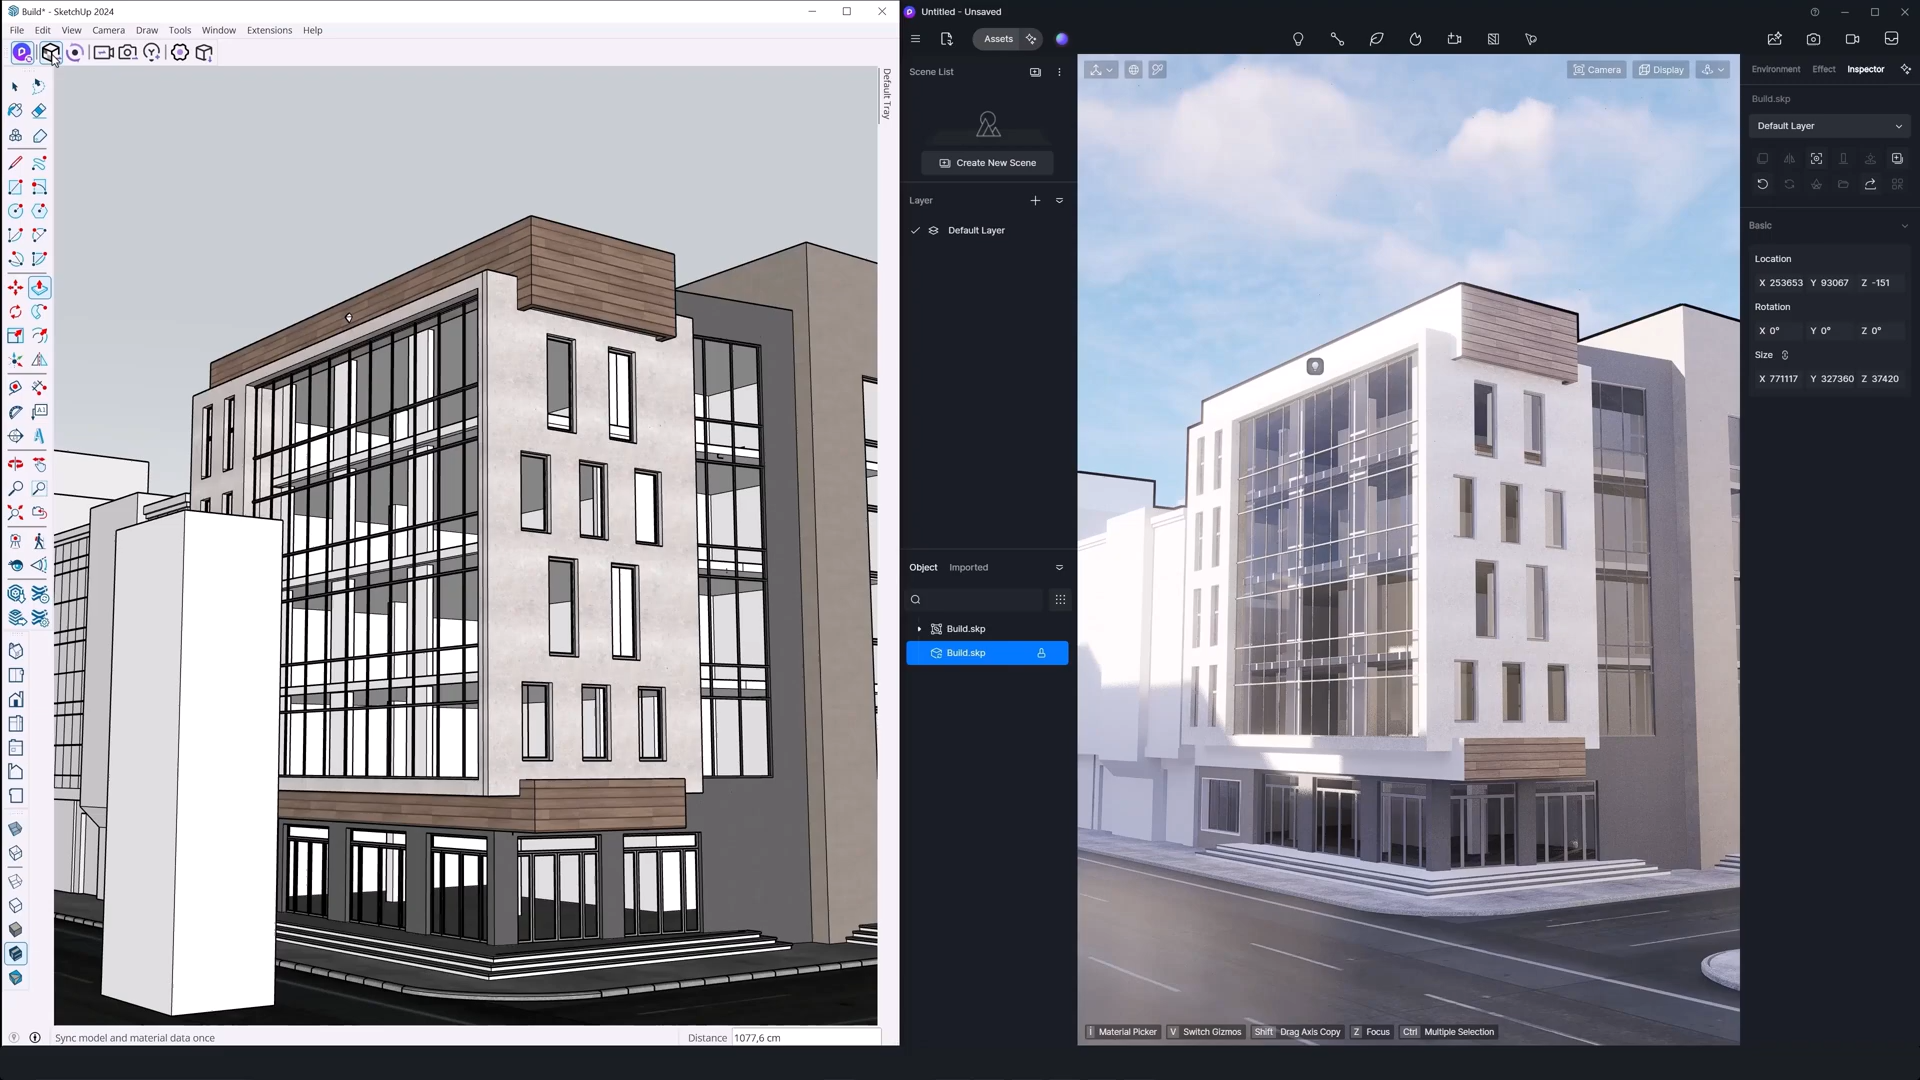 Build* - SketchUp 2024
File Edit View Camera Draw Tools Window Extensions Help
Default Tray
Sync model and material data once
Distance 1077,6 cm
Untitled - Unsaved
Assets
Scene List
Create New Scene
Layer
Default Layer
Object Imported
Build.skp
Build.skp
Camera Display
i Material Picker V Switch Gizmos Shift Drag Axis Copy Z Focus Ctrl Multiple Selection
Environment Effect Inspector
Build.skp
Default Layer
Basic
Location
X 253653 Y 93067 Z -151
Rotation
X 0° Y 0° Z 0°
Size
X 771117 Y 327360 Z 37420